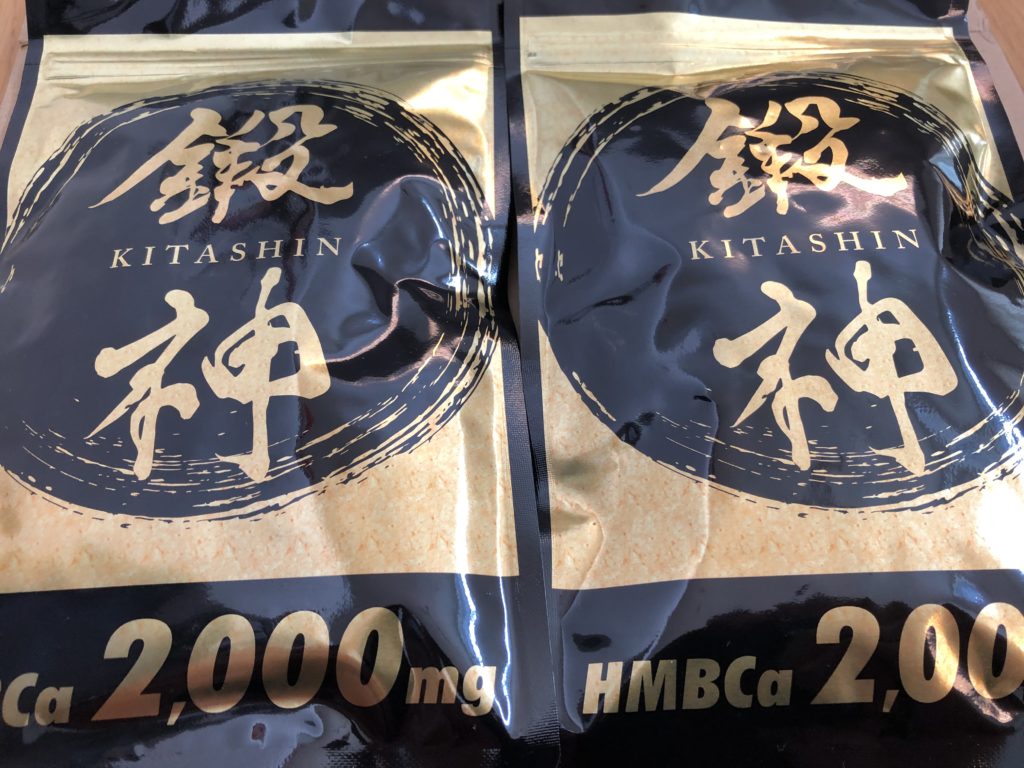 鍛
KITASHIN
神
Ca 2,000mg
鍛
KITASHIN
神
HMBCa 2,00